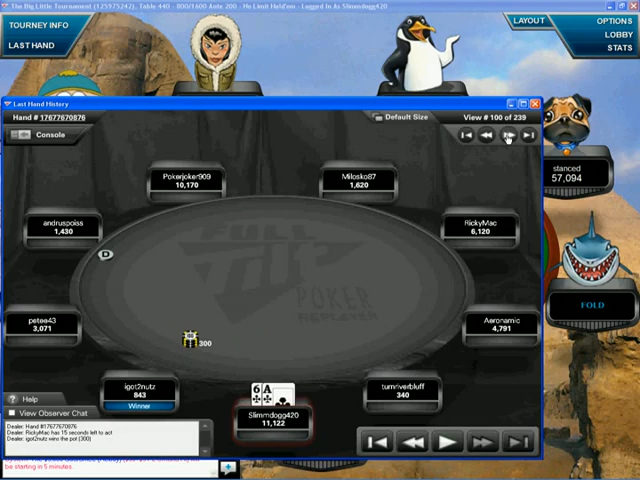 The Big Little Tournament (125975242), Table 440 - 800/1600 Ante 200 - No Limit Hold'em - Logged In As Slimmdogg420
TOURNEY INFO
LAST HAND
LAYOUT
OPTIONS
LOBBY
STATS
Last Hand History
Hand # 17677670876
Default Size
View # 100 of 239
Console
Pokerjoker909
10,170
Milosko87
1,620
stanced
57,094
andruspoiss
1,430
RickyMac
6,120
D
POKER
REPLAYER
FOLD
petee43
3,071
Aeronamic
4,791
300
igot2nutz
843
Winner
6 A
Slimmdogg420
11,122
turnriverbluff
340
Help
View Observer Chat
Dealer: Hand #17677670876
Dealer: RickyMac has 15 seconds left to act
Dealer: igot2nutz wins the pot (300)
be starting in 5 minutes.